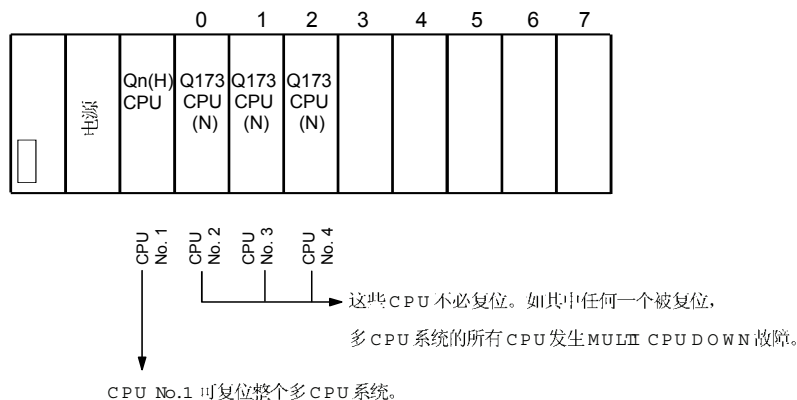 0 1 2 3 4 5 6 7
电源
Qn(H)
CPU
Q173
CPU
(N)
Q173
CPU
(N)
Q173
CPU
(N)
CPU
No. 1
CPU
No. 2
CPU
No. 3
CPU
No. 4
这些CPU不必复位。如其中任何一个被复位,
多CPU系统的所有CPU发生MULTI CPU DOWN故障。
CPU No.1可复位整个多CPU系统。